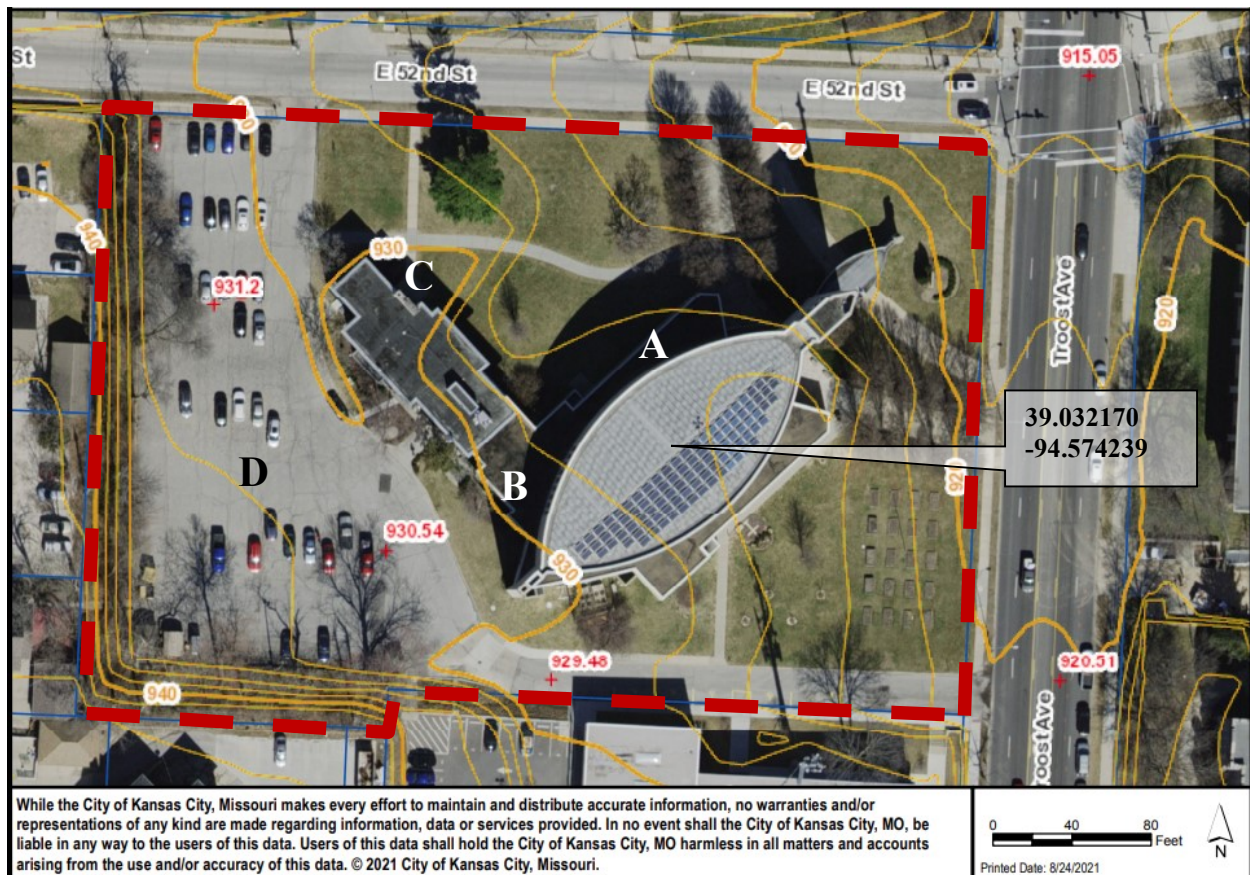 St
E 52nd St
E 52nd St
915.05
940
930
C
931.2
A
Troost Ave
920
39.032170
-94.574239
D
B
920
930.54
930
929.48
920.51
940
Troost Ave
While the City of Kansas City, Missouri makes every effort to maintain and distribute accurate information, no warranties and/or
representations of any kind are made regarding information, data or services provided. In no event shall the City of Kansas City, MO, be
liable in any way to the users of this data. Users of this data shall hold the City of Kansas City, MO harmless in all matters and accounts
arising from the use and/or accuracy of this data. © 2021 City of Kansas City, Missouri.
0 40 80
Feet
N
Printed Date: 8/24/2021